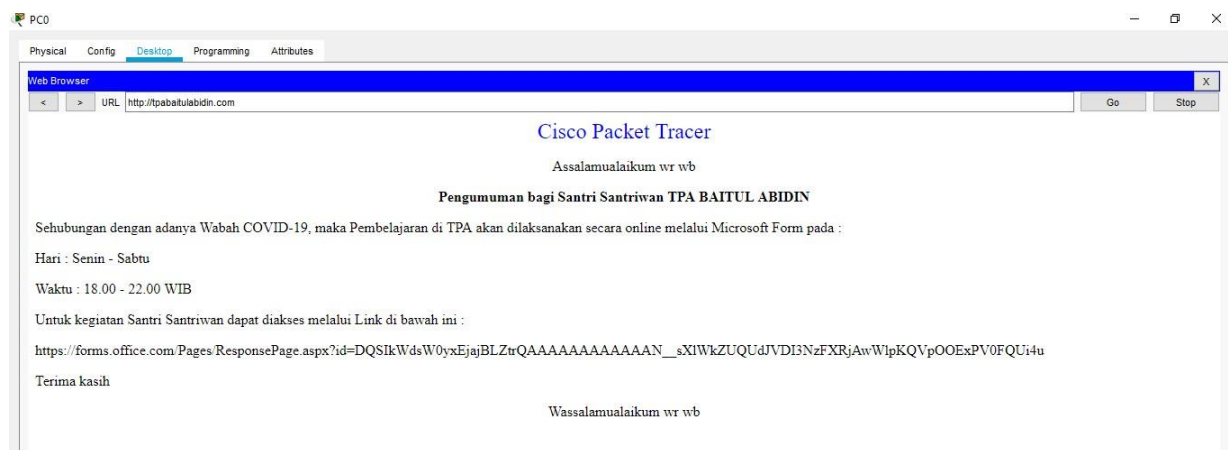 PC0
Physical Config Desktop Programming Attributes
Web Browser
X
< > URL http://tpabaitulabidin.com Go Stop
Cisco Packet Tracer
Assalamualaikum wr wb
Pengumuman bagi Santri Santriwan TPA BAITUL ABIDIN
Sehubungan dengan adanya Wabah COVID-19, maka Pembelajaran di TPA akan dilaksanakan secara online melalui Microsoft Form pada :
Hari : Senin - Sabtu
Waktu : 18.00 - 22.00 WIB
Untuk kegiatan Santri Santriwan dapat diakses melalui Link di bawah ini :
https://forms.office.com/Pages/ResponsePage.aspx?id=DQSIkWdsW0yxEjajBLZtrQAAAAAAAAAAAAN__sX1WkZUQUdJVDI3NzFXRjAwWlpKQVpOOExPV0FQUi4u
Terima kasih
Wassalamualaikum wr wb